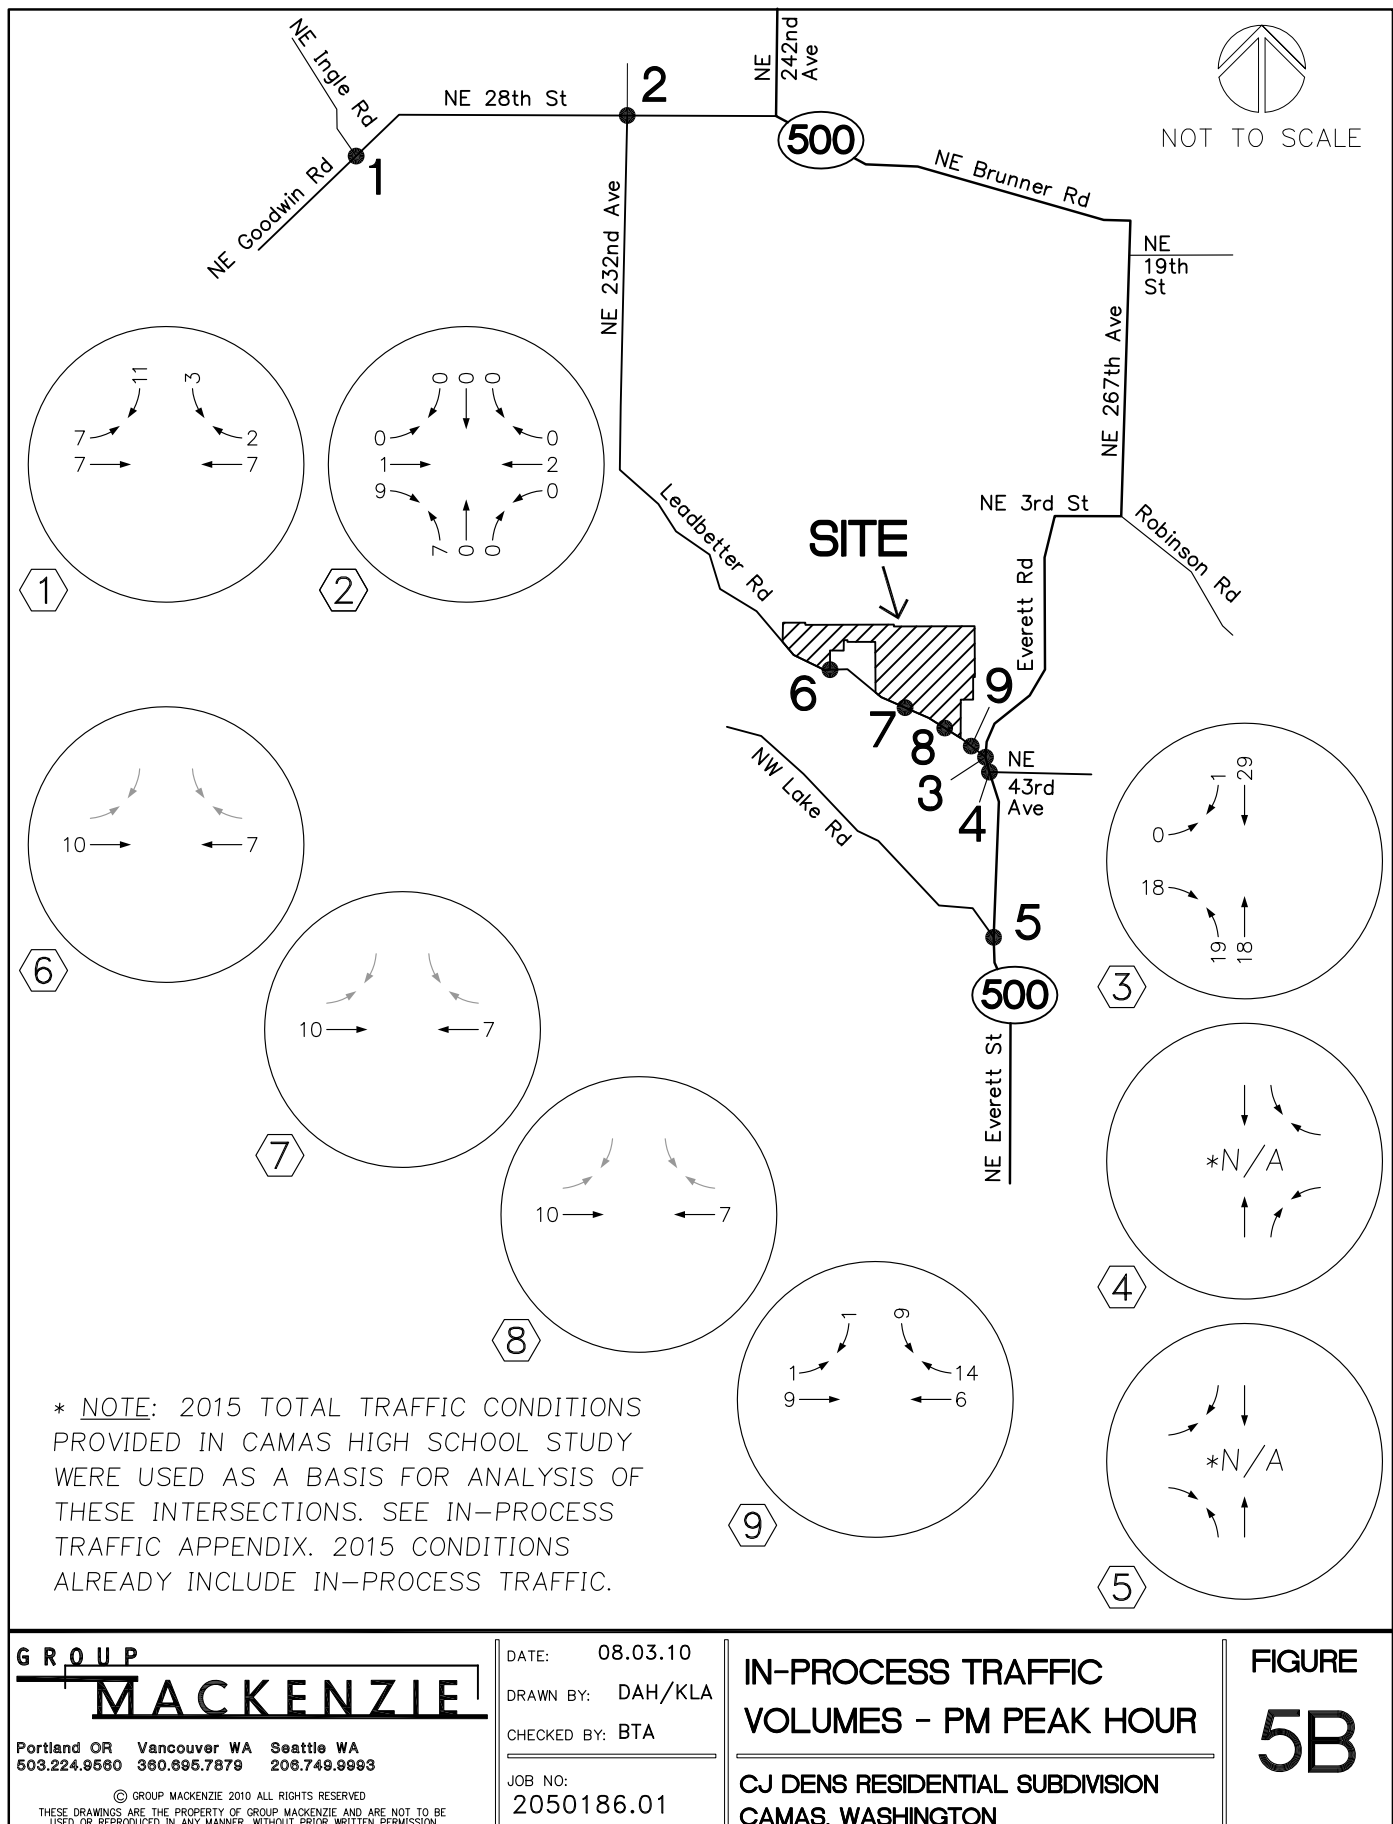 NE Ingle Rd
NE 28th St
2
NE
242nd
Ave
500
NOT TO SCALE
NE Brunner Rd
1
NE Goodwin Rd
NE 232nd Ave
NE
19th
St
NE 267th Ave
11 3
7 2
7 7
1
0 0 0
0 0
1 2
9 0
7 0 0
2
Leadbetter Rd
NE 3rd St
Robinson Rd
SITE
Everett Rd
6
7
8
9
3
4
NE
43rd
Ave
NW Lake Rd
5
500
NE Everett St
1 29
0
18
19 18
3
10 7
6
10 7
7
10 7
8
1 9
1 14
9 6
9
*N/A
4
*N/A
5
* NOTE: 2015 TOTAL TRAFFIC CONDITIONS
PROVIDED IN CAMAS HIGH SCHOOL STUDY
WERE USED AS A BASIS FOR ANALYSIS OF
THESE INTERSECTIONS. SEE IN-PROCESS
TRAFFIC APPENDIX. 2015 CONDITIONS
ALREADY INCLUDE IN-PROCESS TRAFFIC.
GROUP
MACKENZIE
Portland OR Vancouver WA Seattle WA
503.224.9560 360.695.7879 206.749.9993
© GROUP MACKENZIE 2010 ALL RIGHTS RESERVED
THESE DRAWINGS ARE THE PROPERTY OF GROUP MACKENZIE AND ARE NOT TO BE
USED OR REPRODUCED IN ANY MANNER, WITHOUT PRIOR WRITTEN PERMISSION
DATE: 08.03.10
DRAWN BY: DAH/KLA
CHECKED BY: BTA
JOB NO:
2050186.01
IN-PROCESS TRAFFIC
VOLUMES - PM PEAK HOUR
CJ DENS RESIDENTIAL SUBDIVISION
CAMAS, WASHINGTON
FIGURE
5B